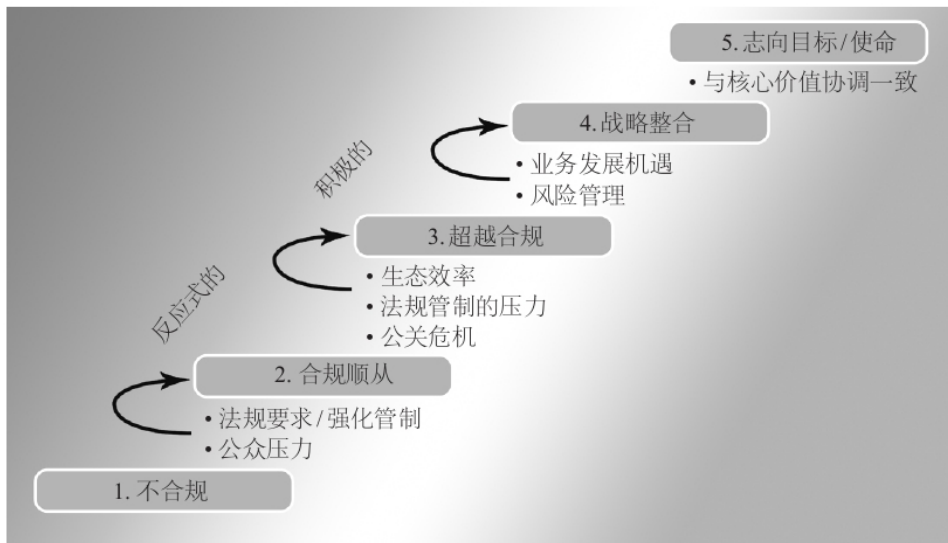 5. 志向目标/使命
• 与核心价值协调一致
4. 战略整合
• 业务发展机遇
• 风险管理
积极的
3. 超越合规
• 生态效率
• 法规管制的压力
• 公关危机
反应式的
2. 合规顺从
• 法规要求/强化管制
• 公众压力
1. 不合规